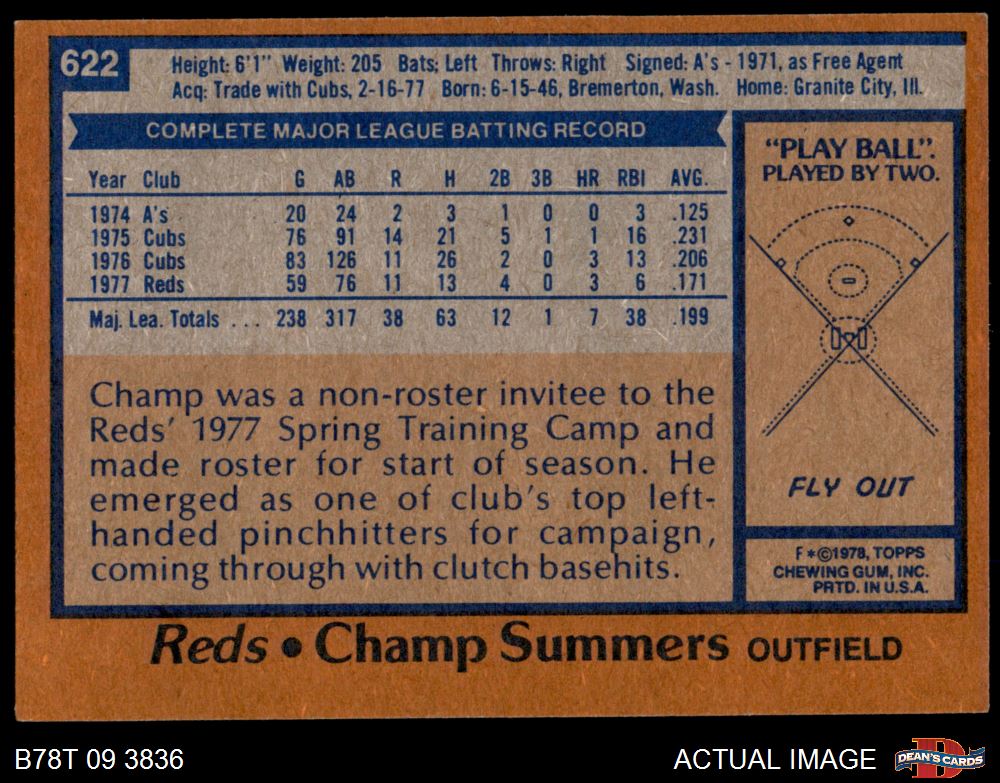 622
Height: 6'1" Weight: 205 Bats: Left Throws: Right Signed: A's - 1971, as Free Agent
Acq: Trade with Cubs, 2-16-77 Born: 6-15-46, Bremerton, Wash. Home: Granite City, Ill.
COMPLETE MAJOR LEAGUE BATTING RECORD
Year Club G AB R H 2B 3B HR RBI AVG.
1974 A's 20 24 2 3 1 0 0 3 .125
1975 Cubs 76 91 14 21 5 1 1 16 .231
1976 Cubs 83 126 11 26 2 0 3 13 .206
1977 Reds 59 76 11 13 4 0 3 6 .171
Maj. Lea. Totals ... 238 317 38 63 12 1 7 38 .199
Champ was a non-roster invitee to the
Reds' 1977 Spring Training Camp and
made roster for start of season. He
emerged as one of club's top left-
handed pinchhitters for campaign,
coming through with clutch basehits.
"PLAY BALL".
PLAYED BY TWO.
FLY OUT
F*©1978, TOPPS
CHEWING GUM, INC.
PRTD. IN U.S.A.
Reds • Champ Summers OUTFIELD
B78T 09 3836
ACTUAL IMAGE
DEAN'S CARDS